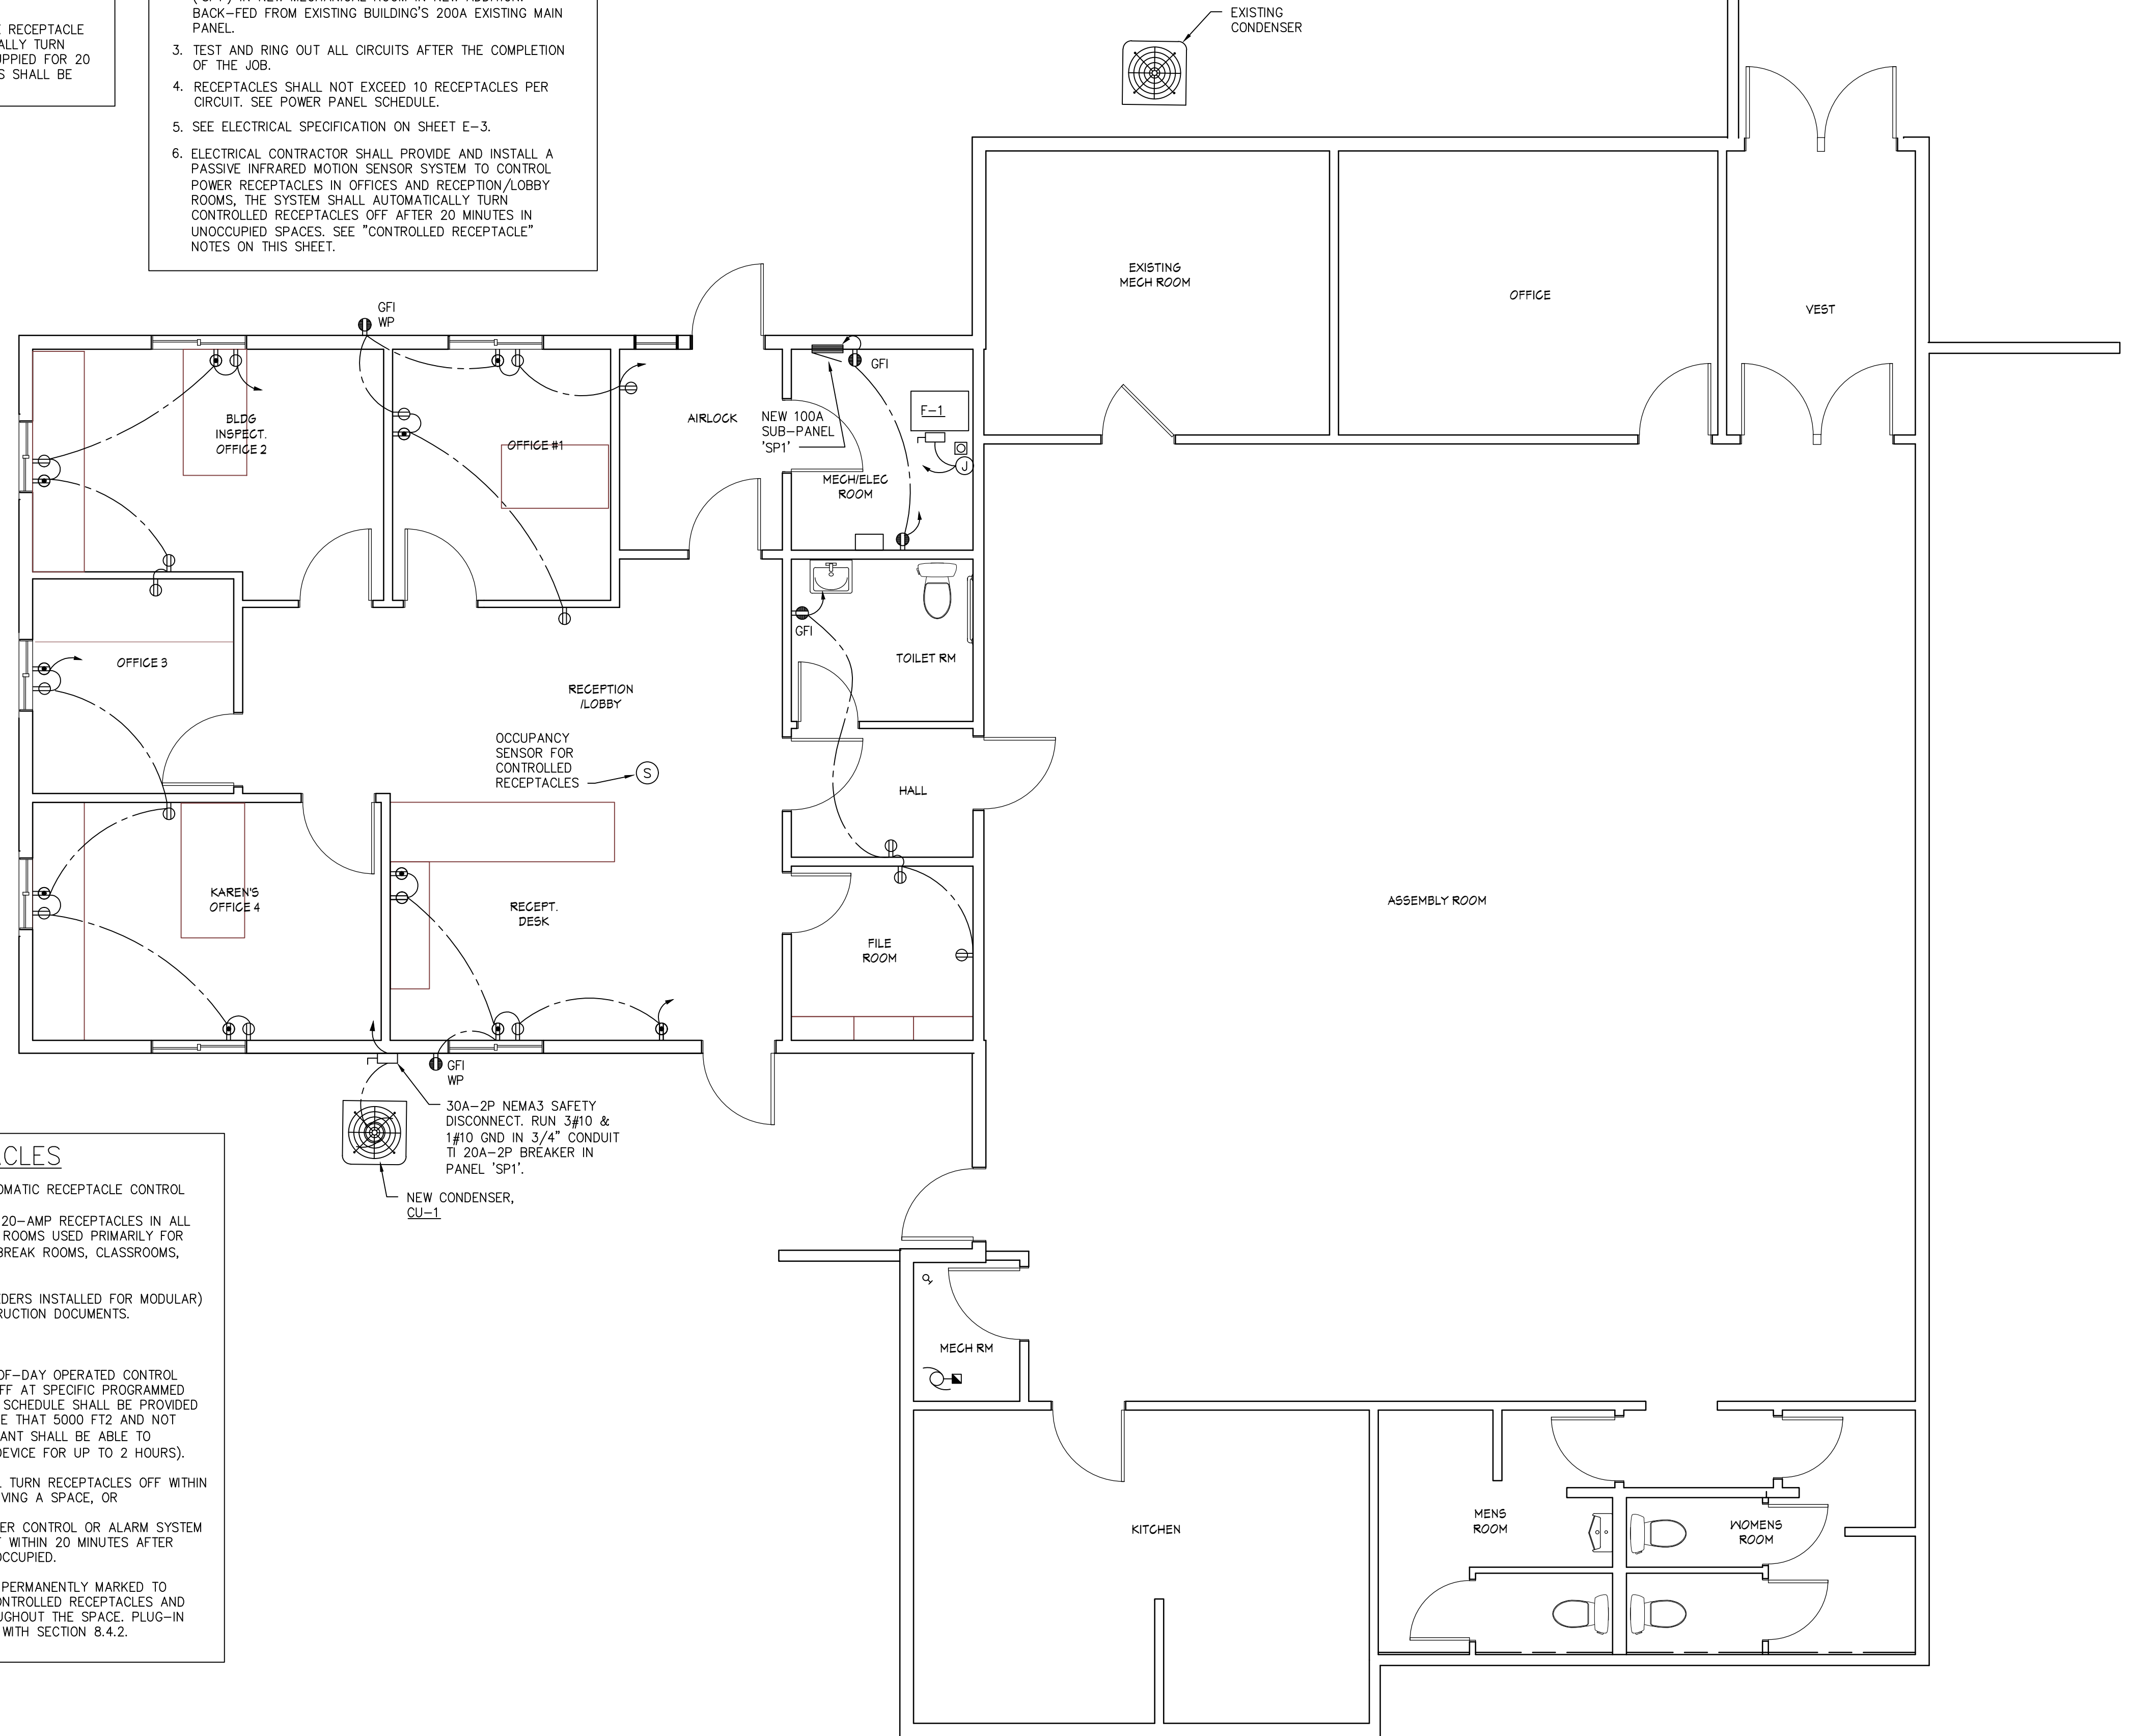 RECEPTACLE
ALLY TURN
UPPIED FOR 20
S SHALL BE
BACK-FED FROM EXISTING BUILDING'S 200A EXISTING MAIN
PANEL.
3. TEST AND RING OUT ALL CIRCUITS AFTER THE COMPLETION
OF THE JOB.
4. RECEPTACLES SHALL NOT EXCEED 10 RECEPTACLES PER
CIRCUIT. SEE POWER PANEL SCHEDULE.
5. SEE ELECTRICAL SPECIFICATION ON SHEET E-3.
6. ELECTRICAL CONTRACTOR SHALL PROVIDE AND INSTALL A
PASSIVE INFRARED MOTION SENSOR SYSTEM TO CONTROL
POWER RECEPTACLES IN OFFICES AND RECEPTION/LOBBY
ROOMS, THE SYSTEM SHALL AUTOMATICALLY TURN
CONTROLLED RECEPTACLES OFF AFTER 20 MINUTES IN
UNOCCUPIED SPACES. SEE "CONTROLLED RECEPTACLE"
NOTES ON THIS SHEET.
EXISTING
CONDENSER
EXISTING
MECH ROOM
OFFICE
VEST
GFI
WP
GFI
BLDG
INSPECT.
OFFICE 2
OFFICE #1
AIRLOCK
NEW 100A
SUB-PANEL
'SP1'
F-1
J
MECH/ELEC
ROOM
GFI
TOILET RM
OFFICE 3
RECEPTION
/LOBBY
OCCUPANCY
SENSOR FOR
CONTROLLED
RECEPTACLES
S
HALL
KAREN'S
OFFICE 4
RECEPT.
DESK
FILE
ROOM
ASSEMBLY ROOM
GFI
WP
30A-2P NEMA3 SAFETY
DISCONNECT. RUN 3#10 &
1#10 GND IN 3/4" CONDUIT
TI 20A-2P BREAKER IN
PANEL 'SP1'.
NEW CONDENSER,
CU-1
MECH RM
KITCHEN
MENS
ROOM
WOMENS
ROOM
CLES
OMATIC RECEPTACLE CONTROL
20-AMP RECEPTACLES IN ALL
ROOMS USED PRIMARILY FOR
BREAK ROOMS, CLASSROOMS,
EDERS INSTALLED FOR MODULAR)
RUCTION DOCUMENTS.
OF-DAY OPERATED CONTROL
FF AT SPECIFIC PROGRAMMED
SCHEDULE SHALL BE PROVIDED
E THAT 5000 FT2 AND NOT
ANT SHALL BE ABLE TO
DEVICE FOR UP TO 2 HOURS).
TURN RECEPTACLES OFF WITHIN
VING A SPACE, OR
ER CONTROL OR ALARM SYSTEM
WITHIN 20 MINUTES AFTER
OCCUPIED.
PERMANENTLY MARKED TO
ONTROLLED RECEPTACLES AND
UGHOUT THE SPACE. PLUG-IN
WITH SECTION 8.4.2.